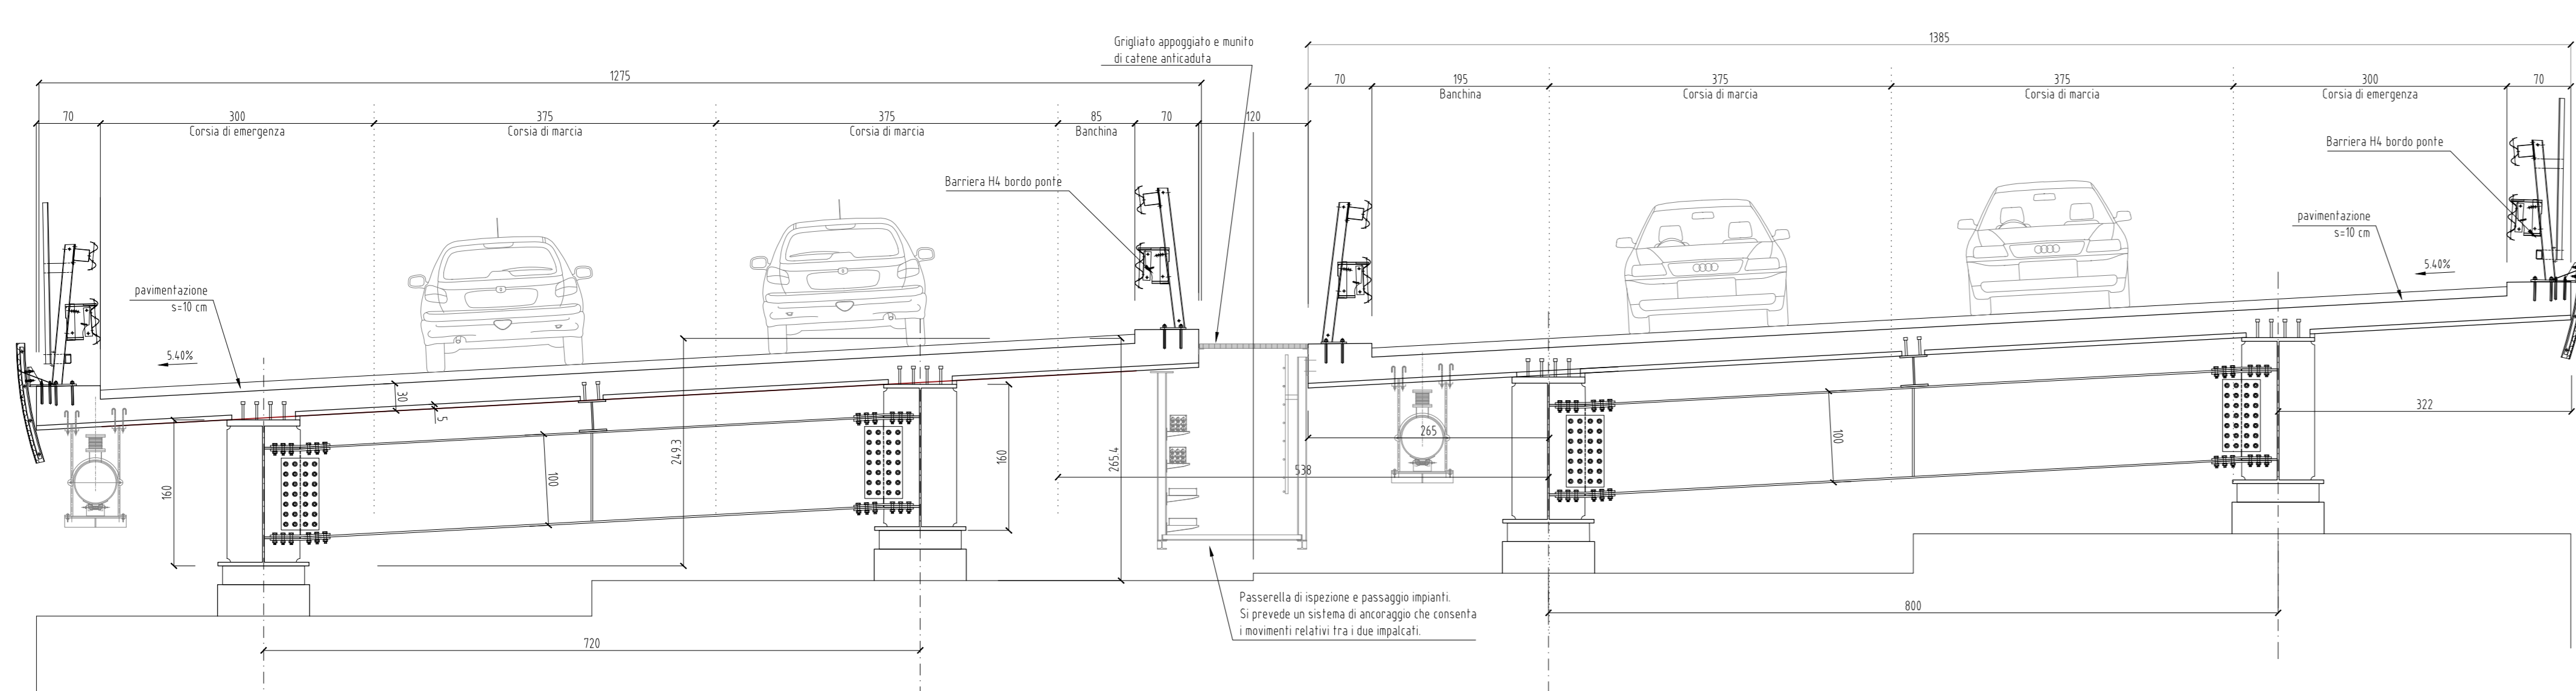 Grigliato appoggiato e munito
di catene anticaduta
1385
1275
70
195
375
375
300
70
Banchina
Corsia di marcia
Corsia di marcia
Corsia di emergenza
70
300
375
375
85
70
120
Corsia di emergenza
Corsia di marcia
Corsia di marcia
Banchina
Barriera H4 bordo ponte
Barriera H4 bordo ponte
pavimentazione
s=10 cm
5.40%
pavimentazione
s=10 cm
5.40%
30
5
322
265
538
249.3
265.4
160
160
100
100
Passerella di ispezione e passaggio impianti.
Si prevede un sistema di ancoraggio che consenta
i movimenti relativi tra i due impalcati.
800
720